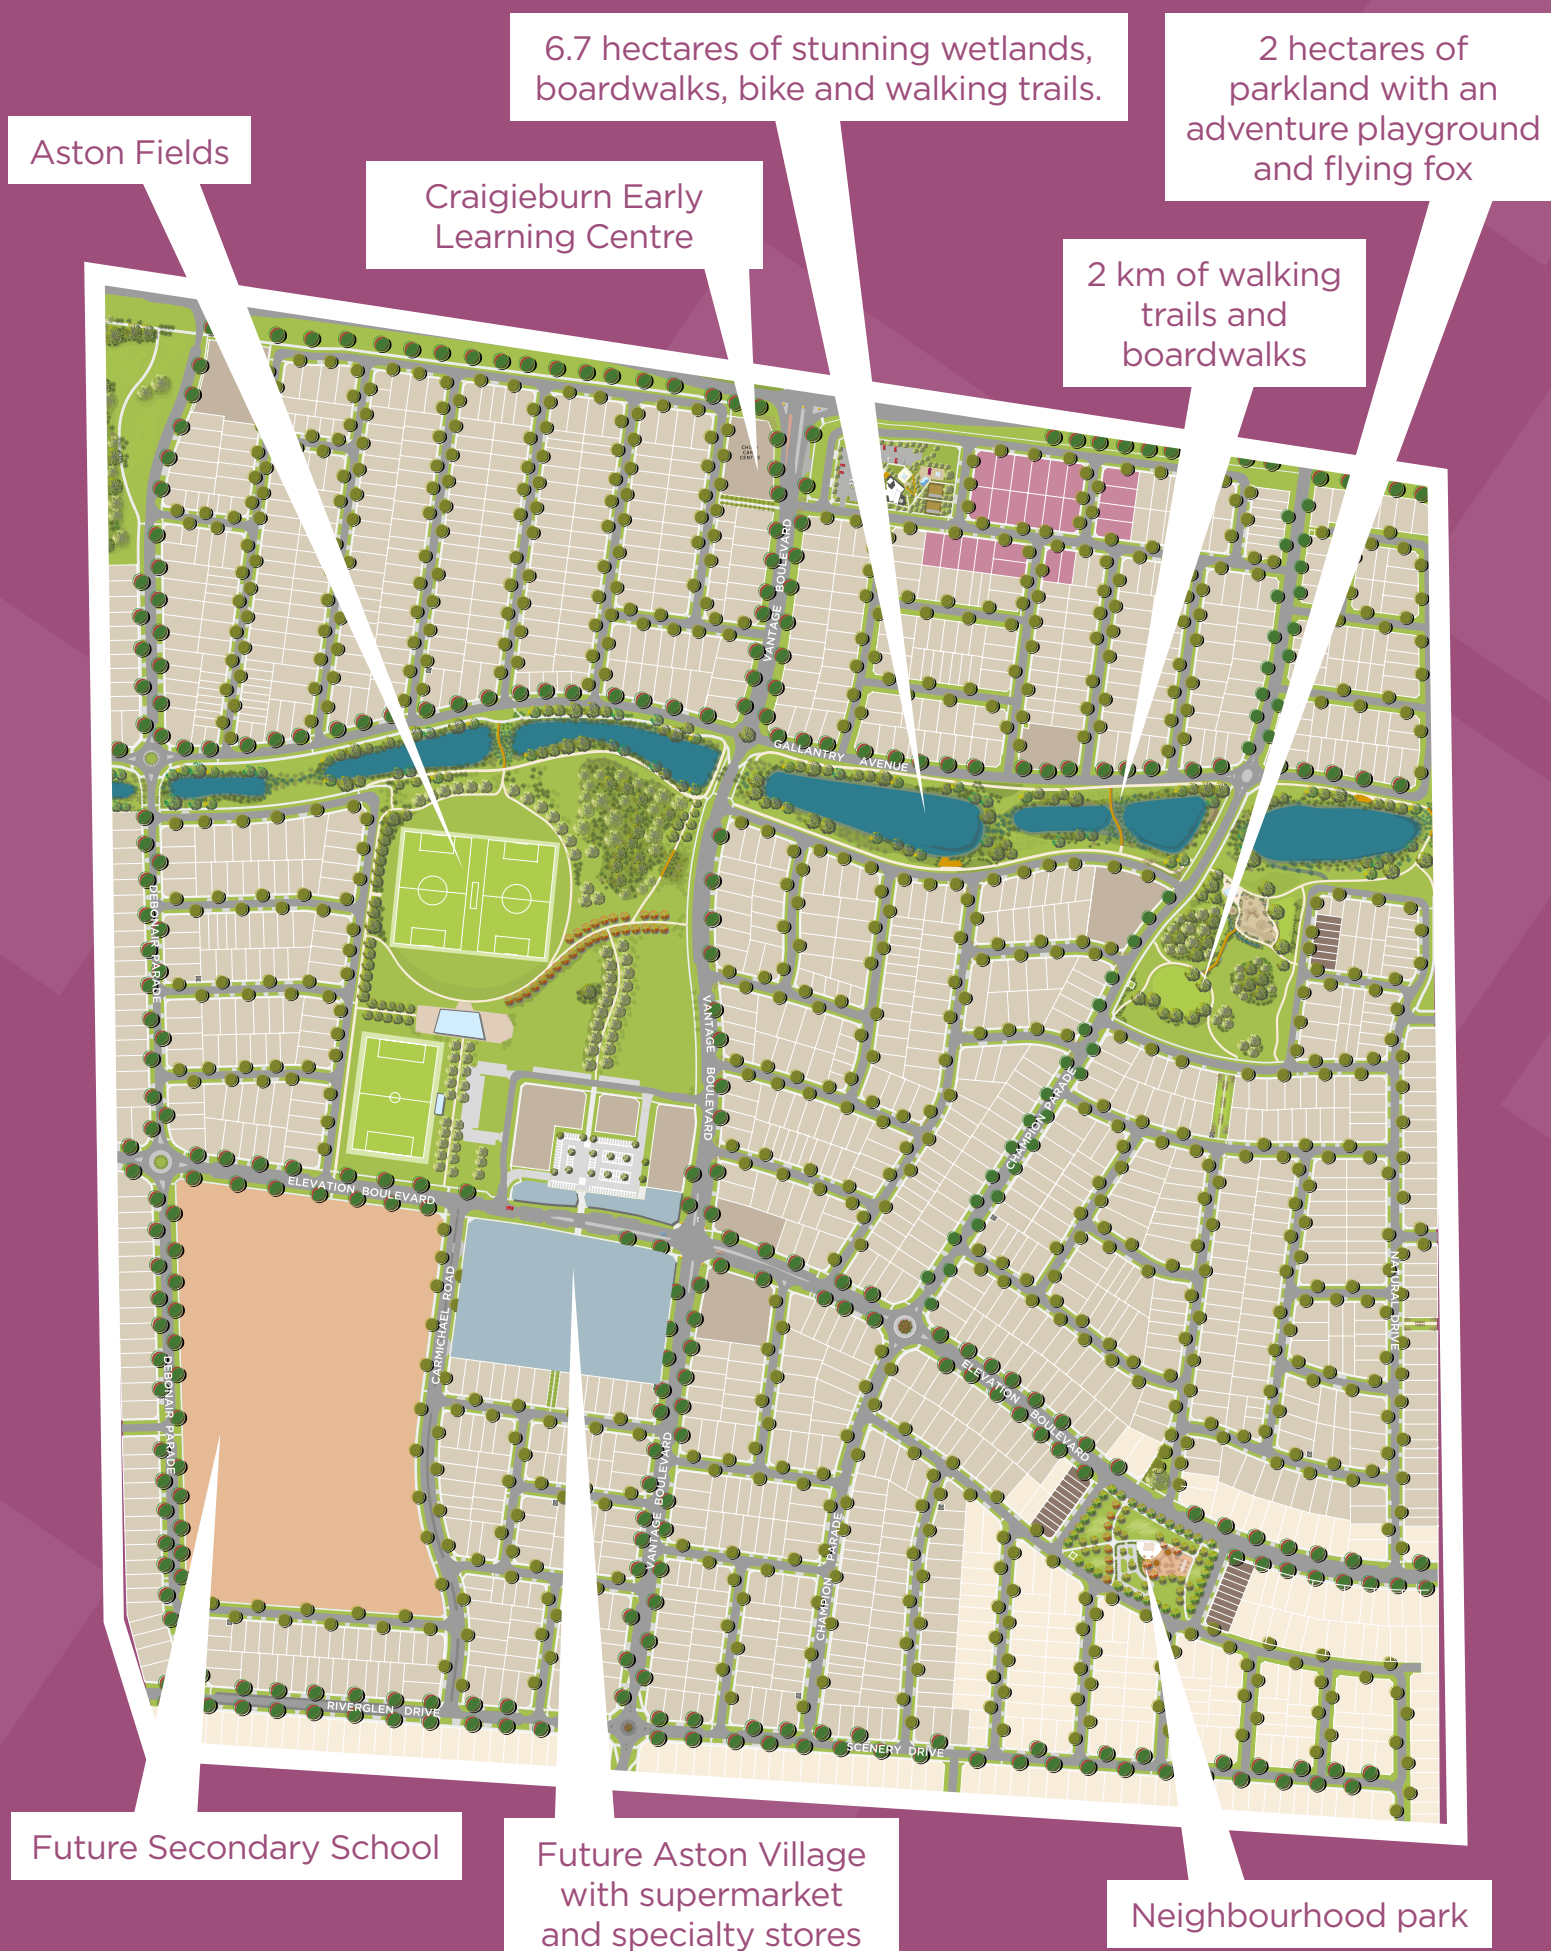 6.7 hectares of stunning wetlands,
boardwalks, bike and walking trails.
2 hectares of
parkland with an
adventure playground
and flying fox
Aston Fields
Craigieburn Early
Learning Centre
2 km of walking
trails and
boardwalks
CHILD
CARE
CENTRE
VANTAGE BOULEVARD
GALLANTRY AVENUE
DEBONAIR PARADE
VANTAGE BOULEVARD
CHAMPION PARADE
ELEVATION BOULEVARD
CARMICHAEL ROAD
NATURAL DRIVE
DEBONAIR PARADE
ELEVATION BOULEVARD
VANTAGE BOULEVARD
CHAMPION PARADE
RIVERGLEN DRIVE
SCENERY DRIVE
Future Secondary School
Future Aston Village
with supermarket
and specialty stores
Neighbourhood park